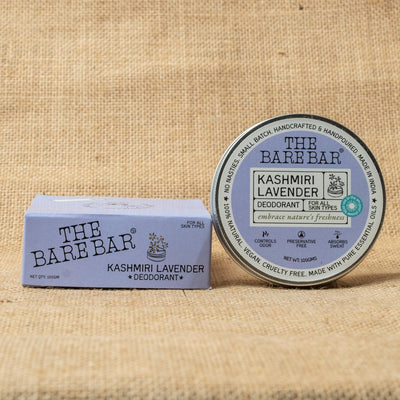 THE
BARE BAR®
FOR ALL
SKIN TYPES
KASHMIRI LAVENDER
★ DEODORANT ★
NET QTY. 100GM
NO NASTIES. SMALL BATCH. HANDCRAFTED & HANDPOURED. MADE IN INDIA
THE
BARE BAR®
KASHMIRI
LAVENDER
DEODORANT
FOR ALL
SKIN TYPES
embrace nature's freshness
CONTROLS
ODOR
PRESERVATIVE
FREE
ABSORBS
SWEAT
NET WT. 100GMS
100% NATURAL. VEGAN. CRUELTY FREE. MADE WITH PURE ESSENTIAL OILS